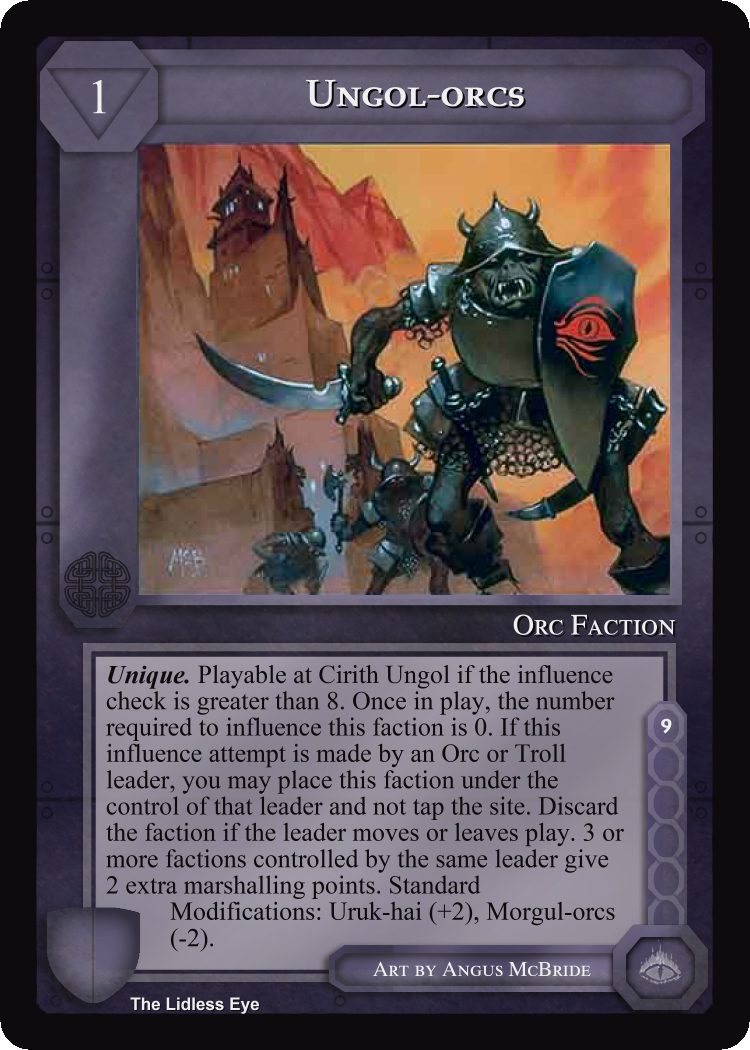 1
Ungol-orcs
McB
Orc Faction
Unique. Playable at Cirith Ungol if the influence
check is greater than 8. Once in play, the number
required to influence this faction is 0. If this
influence attempt is made by an Orc or Troll
leader, you may place this faction under the
control of that leader and not tap the site. Discard
the faction if the leader moves or leaves play. 3 or
more factions controlled by the same leader give
2 extra marshalling points. Standard
Modifications: Uruk-hai (+2), Morgul-orcs
(-2).
9
Art by Angus McBride
The Lidless Eye